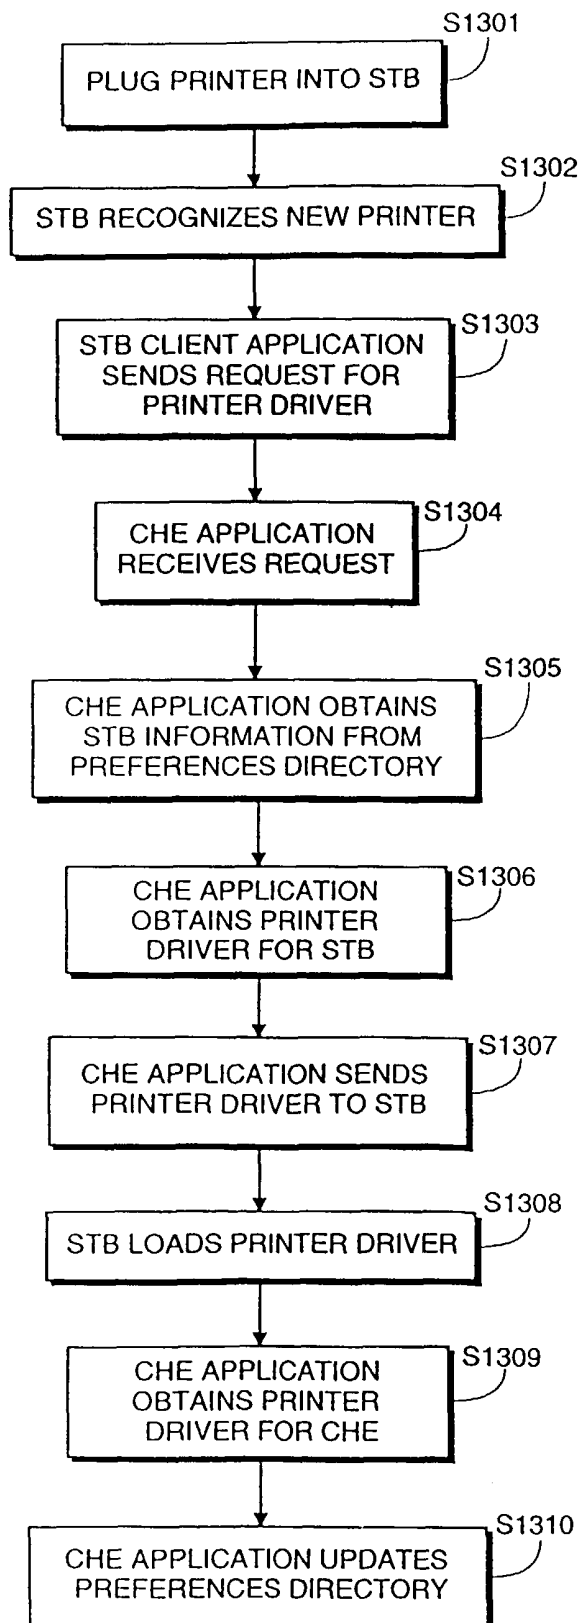 S1301
PLUG PRINTER INTO STB
S1302
STB RECOGNIZES NEW PRINTER
S1303
STB CLIENT APPLICATION
SENDS REQUEST FOR
PRINTER DRIVER
S1304
CHE APPLICATION
RECEIVES REQUEST
S1305
CHE APPLICATION OBTAINS
STB INFORMATION FROM
PREFERENCES DIRECTORY
S1306
CHE APPLICATION
OBTAINS PRINTER
DRIVER FOR STB
S1307
CHE APPLICATION SENDS
PRINTER DRIVER TO STB
S1308
STB LOADS PRINTER DRIVER
S1309
CHE APPLICATION
OBTAINS PRINTER
DRIVER FOR CHE
S1310
CHE APPLICATION UPDATES
PREFERENCES DIRECTORY